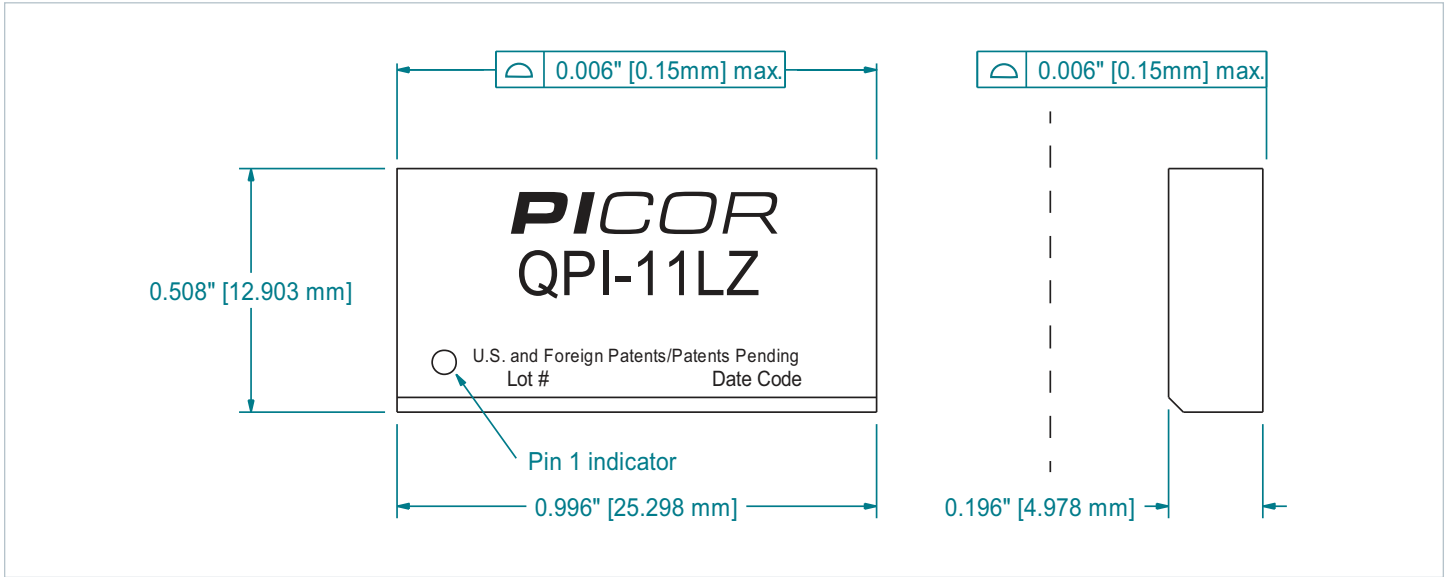 0.006" [0.15mm] max.
0.006" [0.15mm] max.
PICOR
QPI-11LZ
0.508" [12.903 mm]
U.S. and Foreign Patents/Patents Pending
Lot # Date Code
Pin 1 indicator
0.996" [25.298 mm]
0.196" [4.978 mm]